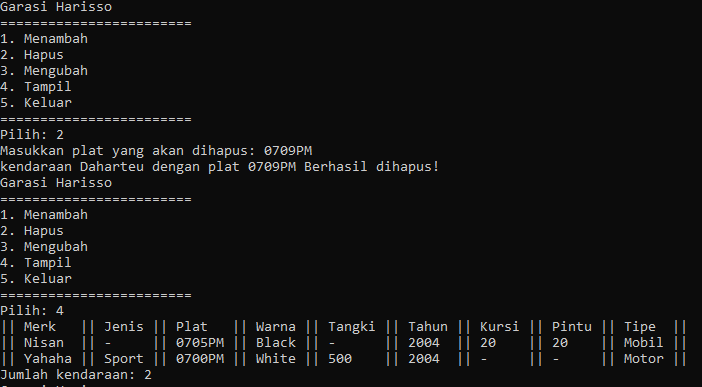 Garasi Harisso
========================
1. Menambah
2. Hapus
3. Mengubah
4. Tampil
5. Keluar
========================
Pilih: 2
Masukkan plat yang akan dihapus: 0709PM
kendaraan Daharteu dengan plat 0709PM Berhasil dihapus!
Garasi Harisso
========================
1. Menambah
2. Hapus
3. Mengubah
4. Tampil
5. Keluar
========================
Pilih: 4
|| Merk   || Jenis || Plat   || Warna || Tangki || Tahun || Kursi || Pintu || Tipe  ||
|| Nisan  || -     || 0705PM || Black || -      || 2004  || 20    || 20    || Mobil ||
|| Yahaha || Sport || 0700PM || White || 500    || 2004  || -     || -     || Motor ||
Jumlah kendaraan: 2